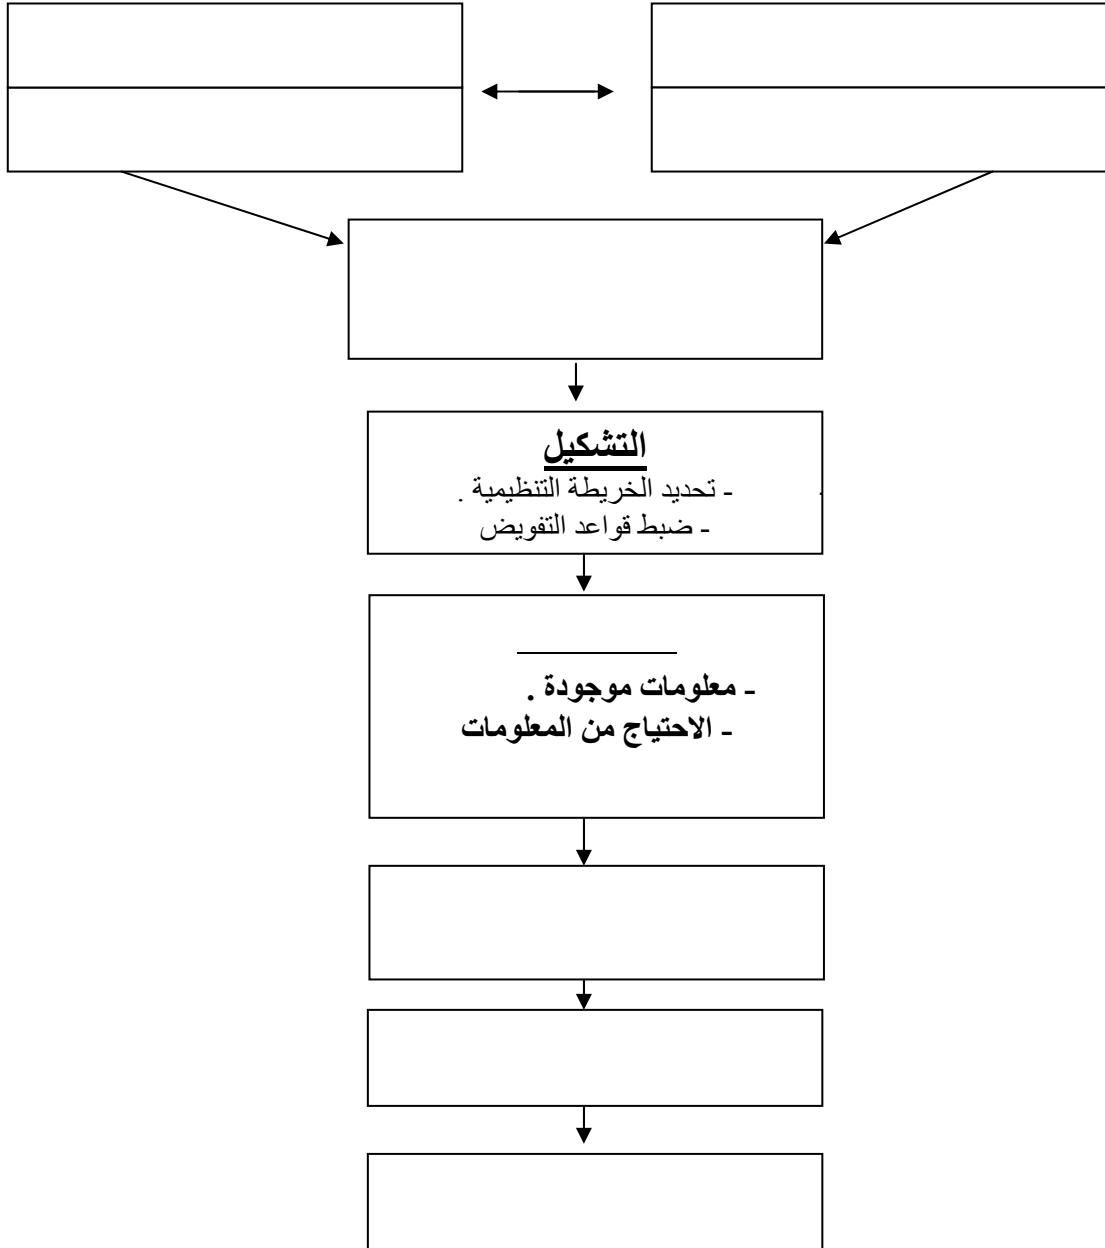 التشكيل
- تحديد الخريطة التنظيمية .
- ضبط قواعد التفويض
- معلومات موجودة .
- الاحتياج من المعلومات